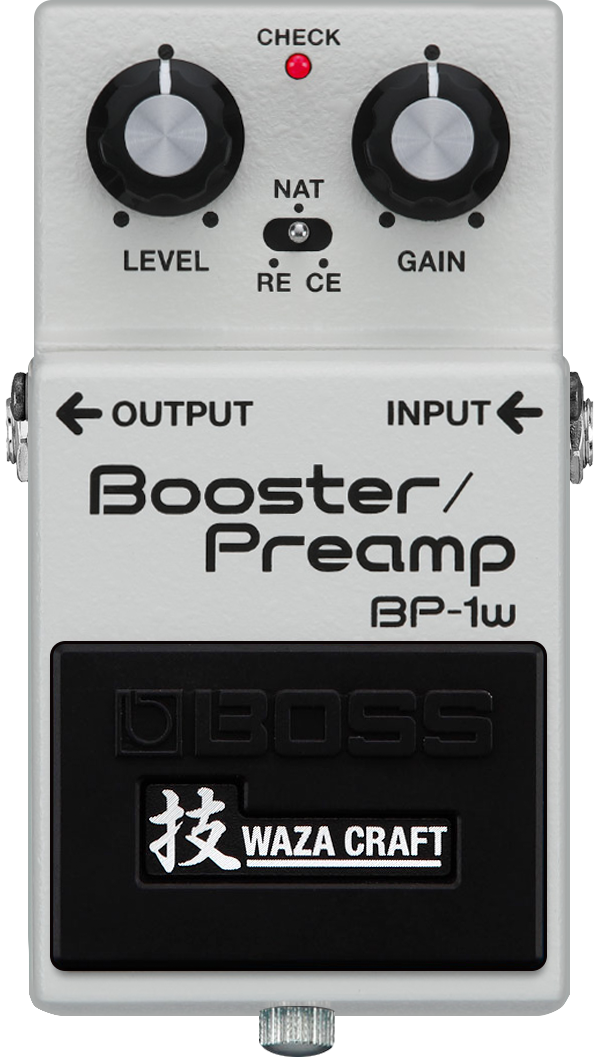 CHECK
NAT
LEVEL
GAIN
RE CE
OUTPUT
INPUT
Booster/
Preamp
BP-1w
BOSS
技 WAZA CRAFT